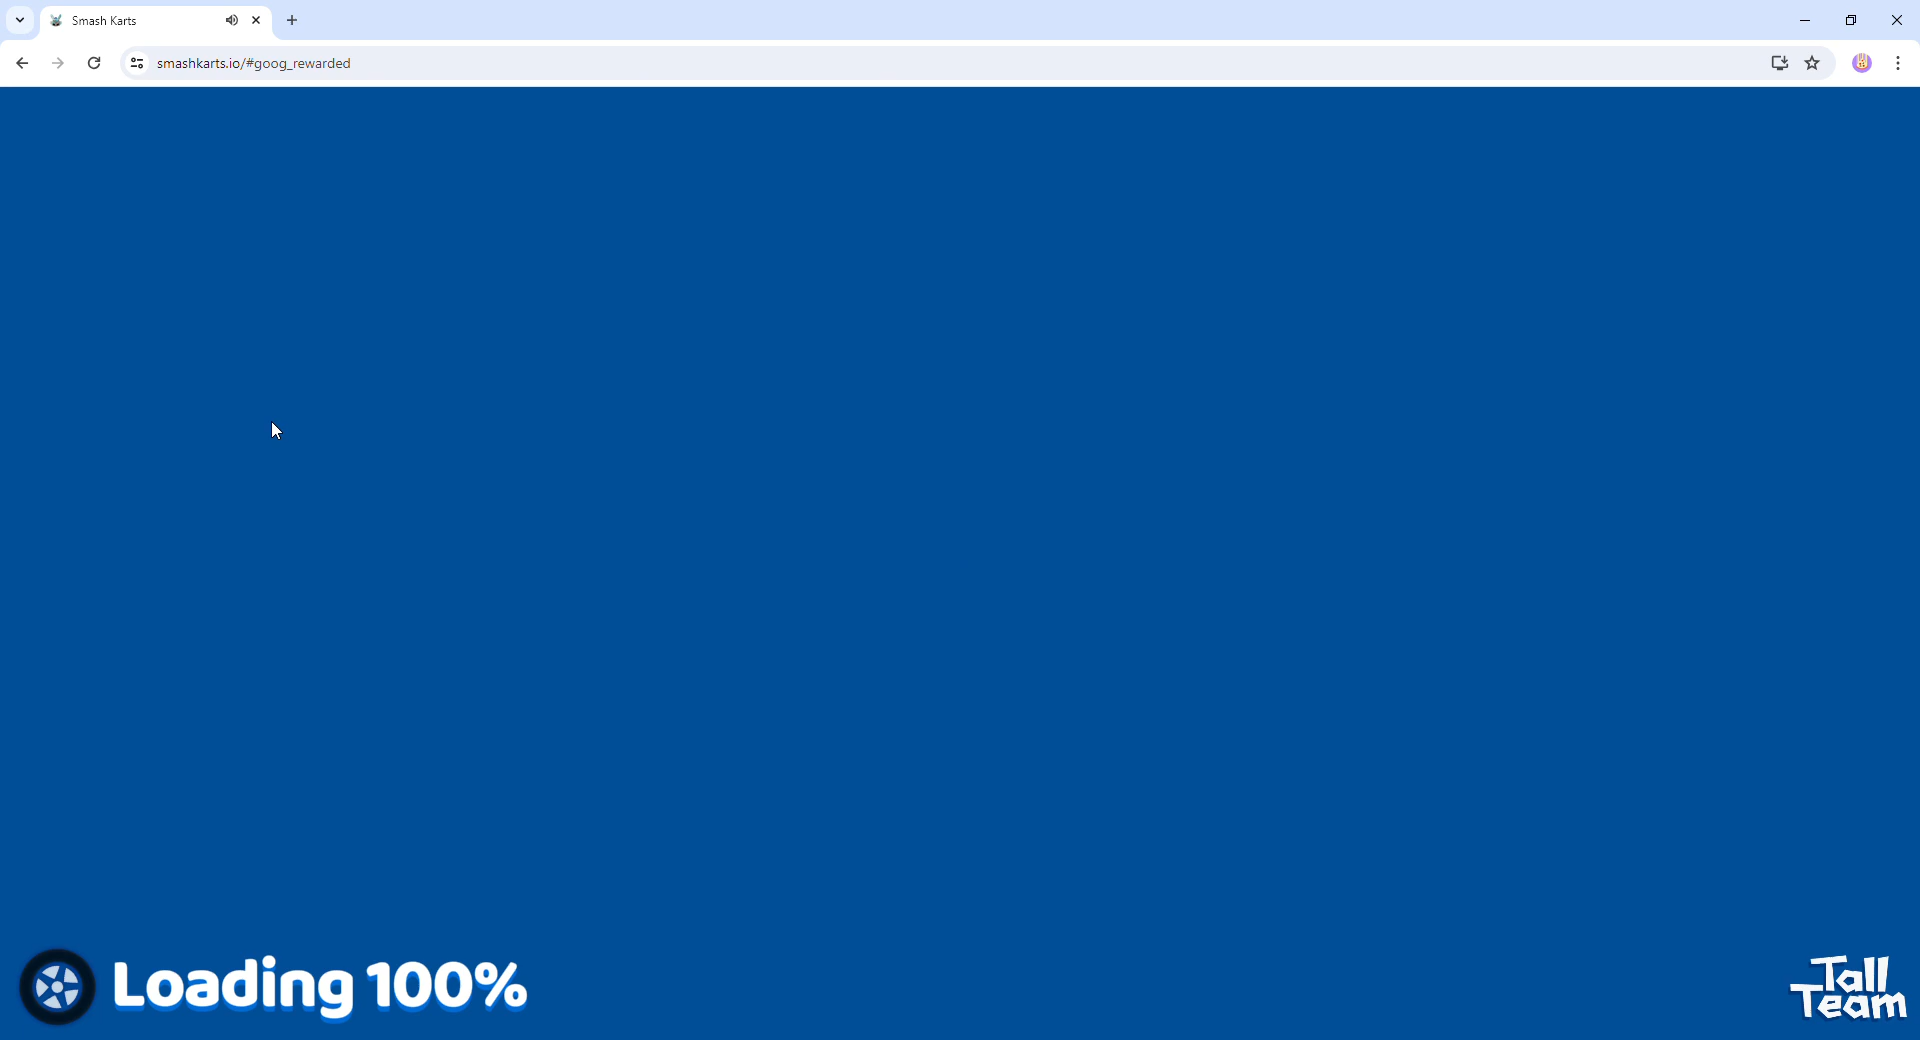 Smash Karts
smashkarts.io/#goog_rewarded
Loading 100%
Tall
Team